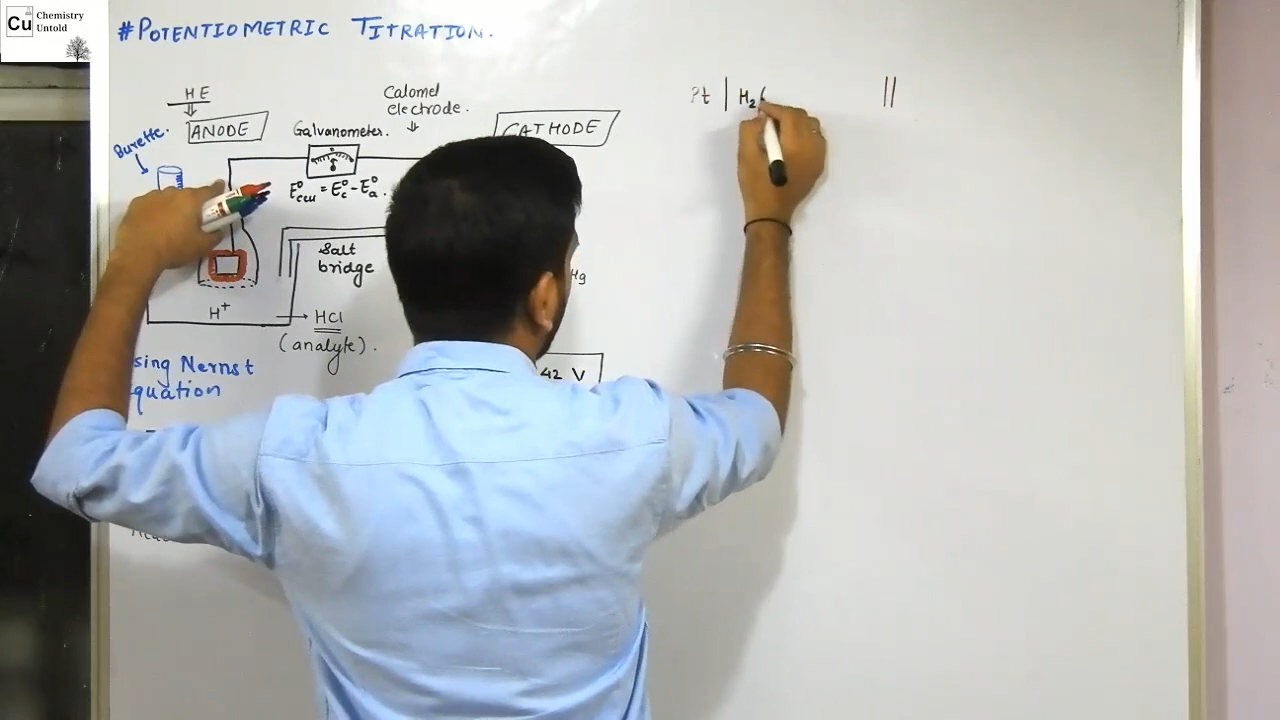 Cu Chemistry Untold
#POTENTIOMETRIC TITRATION.
HE
ANODE
Burette.
Galvanometer.
Calomel
electrode.
CATHODE
E°cell = E°c - E°a.
Salt
bridge
Hg
H+
HCl
(analyte).
42 V
sing Nernst
quation
Pt | H2( ||